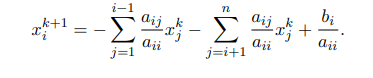 $x_i^{k+1} = -\sum_{j=1}^{i-1} \frac{a_{ij}}{a_{ii}} x_j^k - \sum_{j=i+1}^{n} \frac{a_{ij}}{a_{ii}} x_j^k + \frac{b_i}{a_{ii}}.$